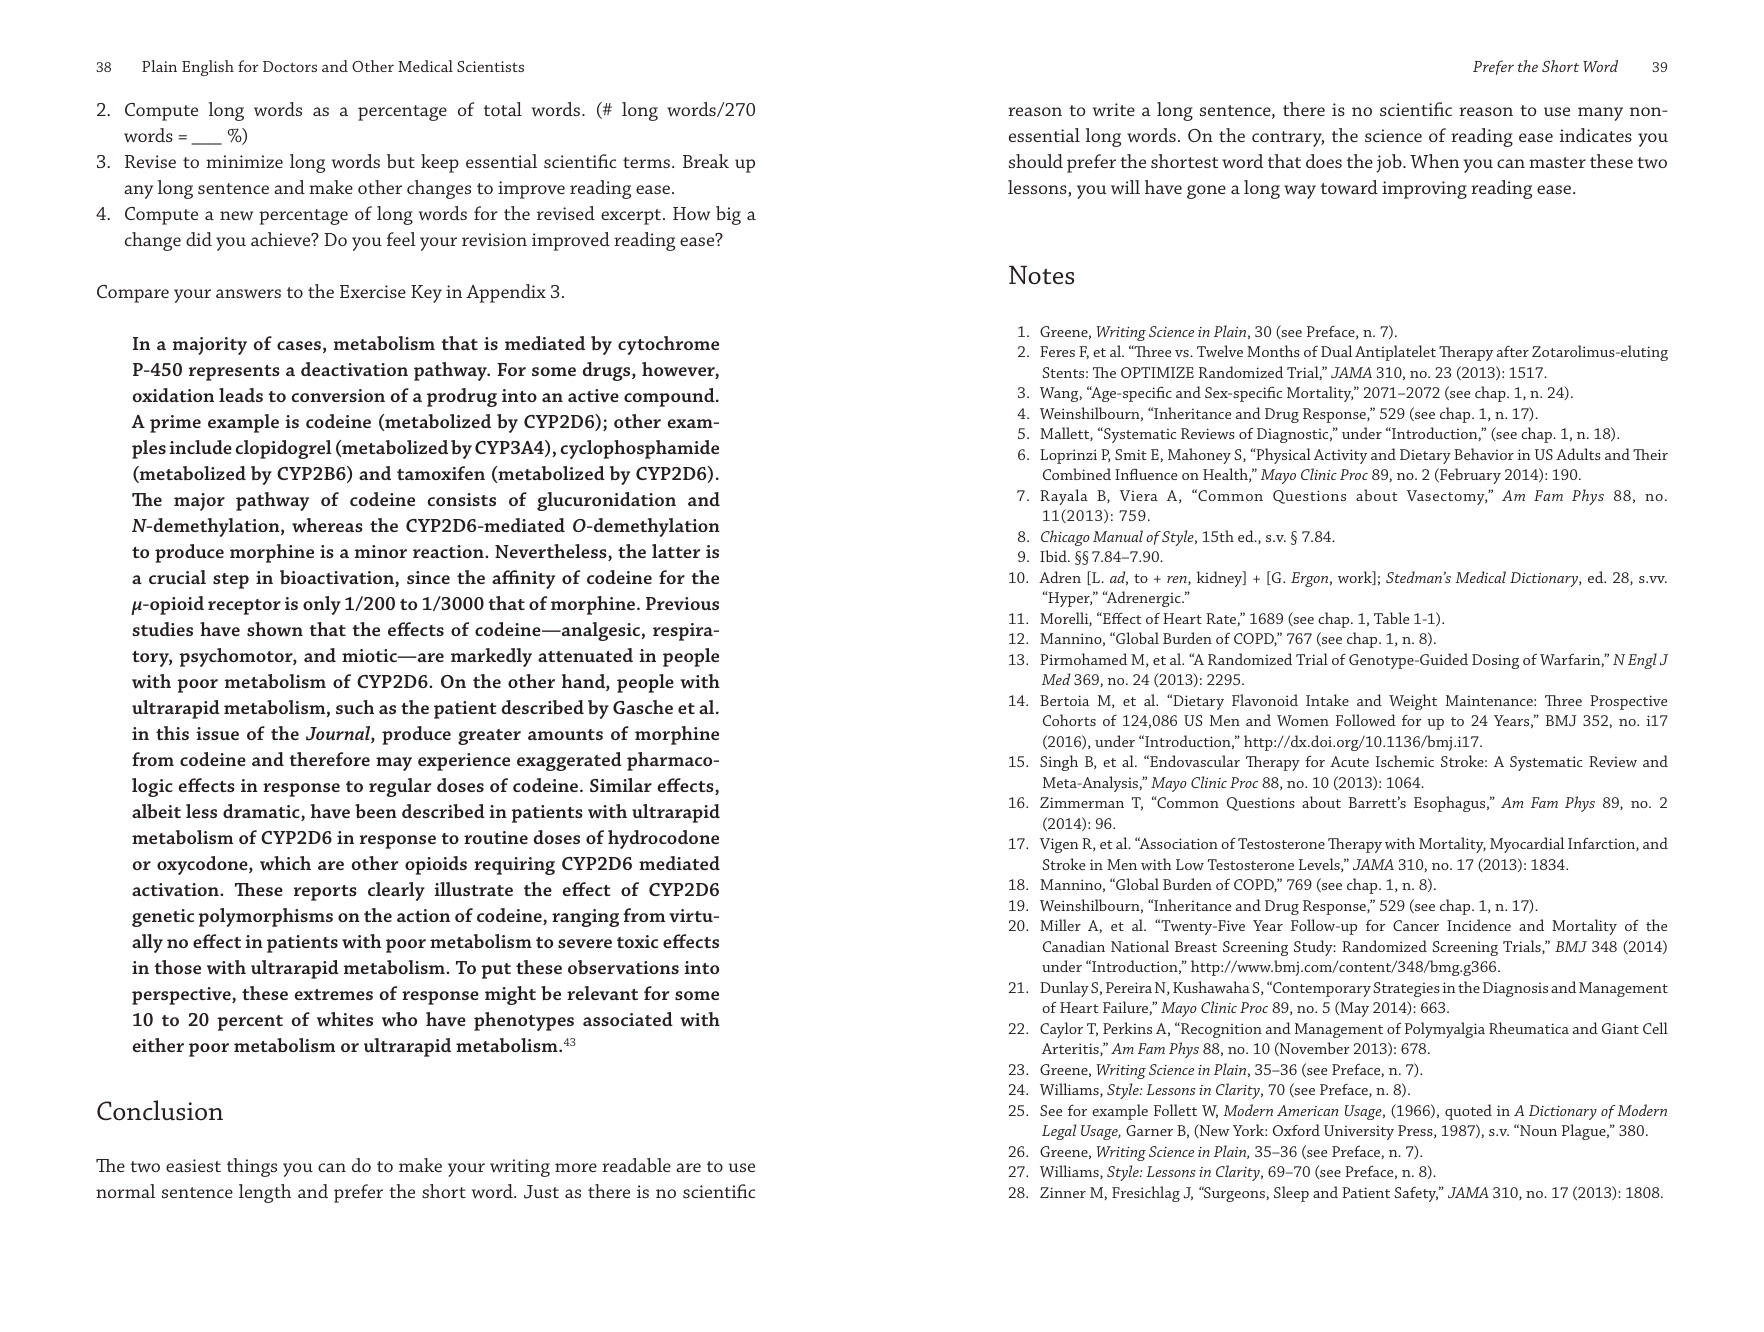 38 Plain English for Doctors and Other Medical Scientists
2. Compute long words as a percentage of total words. (# long words/270
words = ___ %)
3. Revise to minimize long words but keep essential scientific terms. Break up
any long sentence and make other changes to improve reading ease.
4. Compute a new percentage of long words for the revised excerpt. How big a
change did you achieve? Do you feel your revision improved reading ease?
Compare your answers to the Exercise Key in Appendix 3.
In a majority of cases, metabolism that is mediated by cytochrome
P-450 represents a deactivation pathway. For some drugs, however,
oxidation leads to conversion of a prodrug into an active compound.
A prime example is codeine (metabolized by CYP2D6); other exam-
ples include clopidogrel (metabolized by CYP3A4), cyclophosphamide
(metabolized by CYP2B6) and tamoxifen (metabolized by CYP2D6).
The major pathway of codeine consists of glucuronidation and
N-demethylation, whereas the CYP2D6-mediated O-demethylation
to produce morphine is a minor reaction. Nevertheless, the latter is
a crucial step in bioactivation, since the affinity of codeine for the
μ-opioid receptor is only 1/200 to 1/3000 that of morphine. Previous
studies have shown that the effects of codeine—analgesic, respira-
tory, psychomotor, and miotic—are markedly attenuated in people
with poor metabolism of CYP2D6. On the other hand, people with
ultrarapid metabolism, such as the patient described by Gasche et al.
in this issue of the Journal, produce greater amounts of morphine
from codeine and therefore may experience exaggerated pharmaco-
logic effects in response to regular doses of codeine. Similar effects,
albeit less dramatic, have been described in patients with ultrarapid
metabolism of CYP2D6 in response to routine doses of hydrocodone
or oxycodone, which are other opioids requiring CYP2D6 mediated
activation. These reports clearly illustrate the effect of CYP2D6
genetic polymorphisms on the action of codeine, ranging from virtu-
ally no effect in patients with poor metabolism to severe toxic effects
in those with ultrarapid metabolism. To put these observations into
perspective, these extremes of response might be relevant for some
10 to 20 percent of whites who have phenotypes associated with
either poor metabolism or ultrarapid metabolism.43
Conclusion
The two easiest things you can do to make your writing more readable are to use
normal sentence length and prefer the short word. Just as there is no scientific
Prefer the Short Word 39
reason to write a long sentence, there is no scientific reason to use many non-
essential long words. On the contrary, the science of reading ease indicates you
should prefer the shortest word that does the job. When you can master these two
lessons, you will have gone a long way toward improving reading ease.
Notes
1. Greene, Writing Science in Plain, 30 (see Preface, n. 7).
2. Feres F, et al. “Three vs. Twelve Months of Dual Antiplatelet Therapy after Zotarolimus-eluting
Stents: The OPTIMIZE Randomized Trial,” JAMA 310, no. 23 (2013): 1517.
3. Wang, “Age-specific and Sex-specific Mortality,” 2071–2072 (see chap. 1, n. 24).
4. Weinshilbourn, “Inheritance and Drug Response,” 529 (see chap. 1, n. 17).
5. Mallett, “Systematic Reviews of Diagnostic,” under “Introduction,” (see chap. 1, n. 18).
6. Loprinzi P, Smit E, Mahoney S, “Physical Activity and Dietary Behavior in US Adults and Their
Combined Influence on Health,” Mayo Clinic Proc 89, no. 2 (February 2014): 190.
7. Rayala B, Viera A, “Common Questions about Vasectomy,” Am Fam Phys 88, no.
11(2013): 759.
8. Chicago Manual of Style, 15th ed., s.v. § 7.84.
9. Ibid. §§ 7.84–7.90.
10. Adren [L. ad, to + ren, kidney] + [G. Ergon, work]; Stedman’s Medical Dictionary, ed. 28, s.vv.
“Hyper,” “Adrenergic.”
11. Morelli, “Effect of Heart Rate,” 1689 (see chap. 1, Table 1-1).
12. Mannino, “Global Burden of COPD,” 767 (see chap. 1, n. 8).
13. Pirmohamed M, et al. “A Randomized Trial of Genotype-Guided Dosing of Warfarin,” N Engl J
Med 369, no. 24 (2013): 2295.
14. Bertoia M, et al. “Dietary Flavonoid Intake and Weight Maintenance: Three Prospective
Cohorts of 124,086 US Men and Women Followed for up to 24 Years,” BMJ 352, no. i17
(2016), under “Introduction,” http://dx.doi.org/10.1136/bmj.i17.
15. Singh B, et al. “Endovascular Therapy for Acute Ischemic Stroke: A Systematic Review and
Meta-Analysis,” Mayo Clinic Proc 88, no. 10 (2013): 1064.
16. Zimmerman T, “Common Questions about Barrett’s Esophagus,” Am Fam Phys 89, no. 2
(2014): 96.
17. Vigen R, et al. “Association of Testosterone Therapy with Mortality, Myocardial Infarction, and
Stroke in Men with Low Testosterone Levels,” JAMA 310, no. 17 (2013): 1834.
18. Mannino, “Global Burden of COPD,” 769 (see chap. 1, n. 8).
19. Weinshilbourn, “Inheritance and Drug Response,” 529 (see chap. 1, n. 17).
20. Miller A, et al. “Twenty-Five Year Follow-up for Cancer Incidence and Mortality of the
Canadian National Breast Screening Study: Randomized Screening Trials,” BMJ 348 (2014)
under “Introduction,” http://www.bmj.com/content/348/bmg.g366.
21. Dunlay S, Pereira N, Kushawaha S, “Contemporary Strategies in the Diagnosis and Management
of Heart Failure,” Mayo Clinic Proc 89, no. 5 (May 2014): 663.
22. Caylor T, Perkins A, “Recognition and Management of Polymyalgia Rheumatica and Giant Cell
Arteritis,” Am Fam Phys 88, no. 10 (November 2013): 678.
23. Greene, Writing Science in Plain, 35–36 (see Preface, n. 7).
24. Williams, Style: Lessons in Clarity, 70 (see Preface, n. 8).
25. See for example Follett W, Modern American Usage, (1966), quoted in A Dictionary of Modern
Legal Usage, Garner B, (New York: Oxford University Press, 1987), s.v. “Noun Plague,” 380.
26. Greene, Writing Science in Plain, 35–36 (see Preface, n. 7).
27. Williams, Style: Lessons in Clarity, 69–70 (see Preface, n. 8).
28. Zinner M, Fresichlag J, “Surgeons, Sleep and Patient Safety,” JAMA 310, no. 17 (2013): 1808.